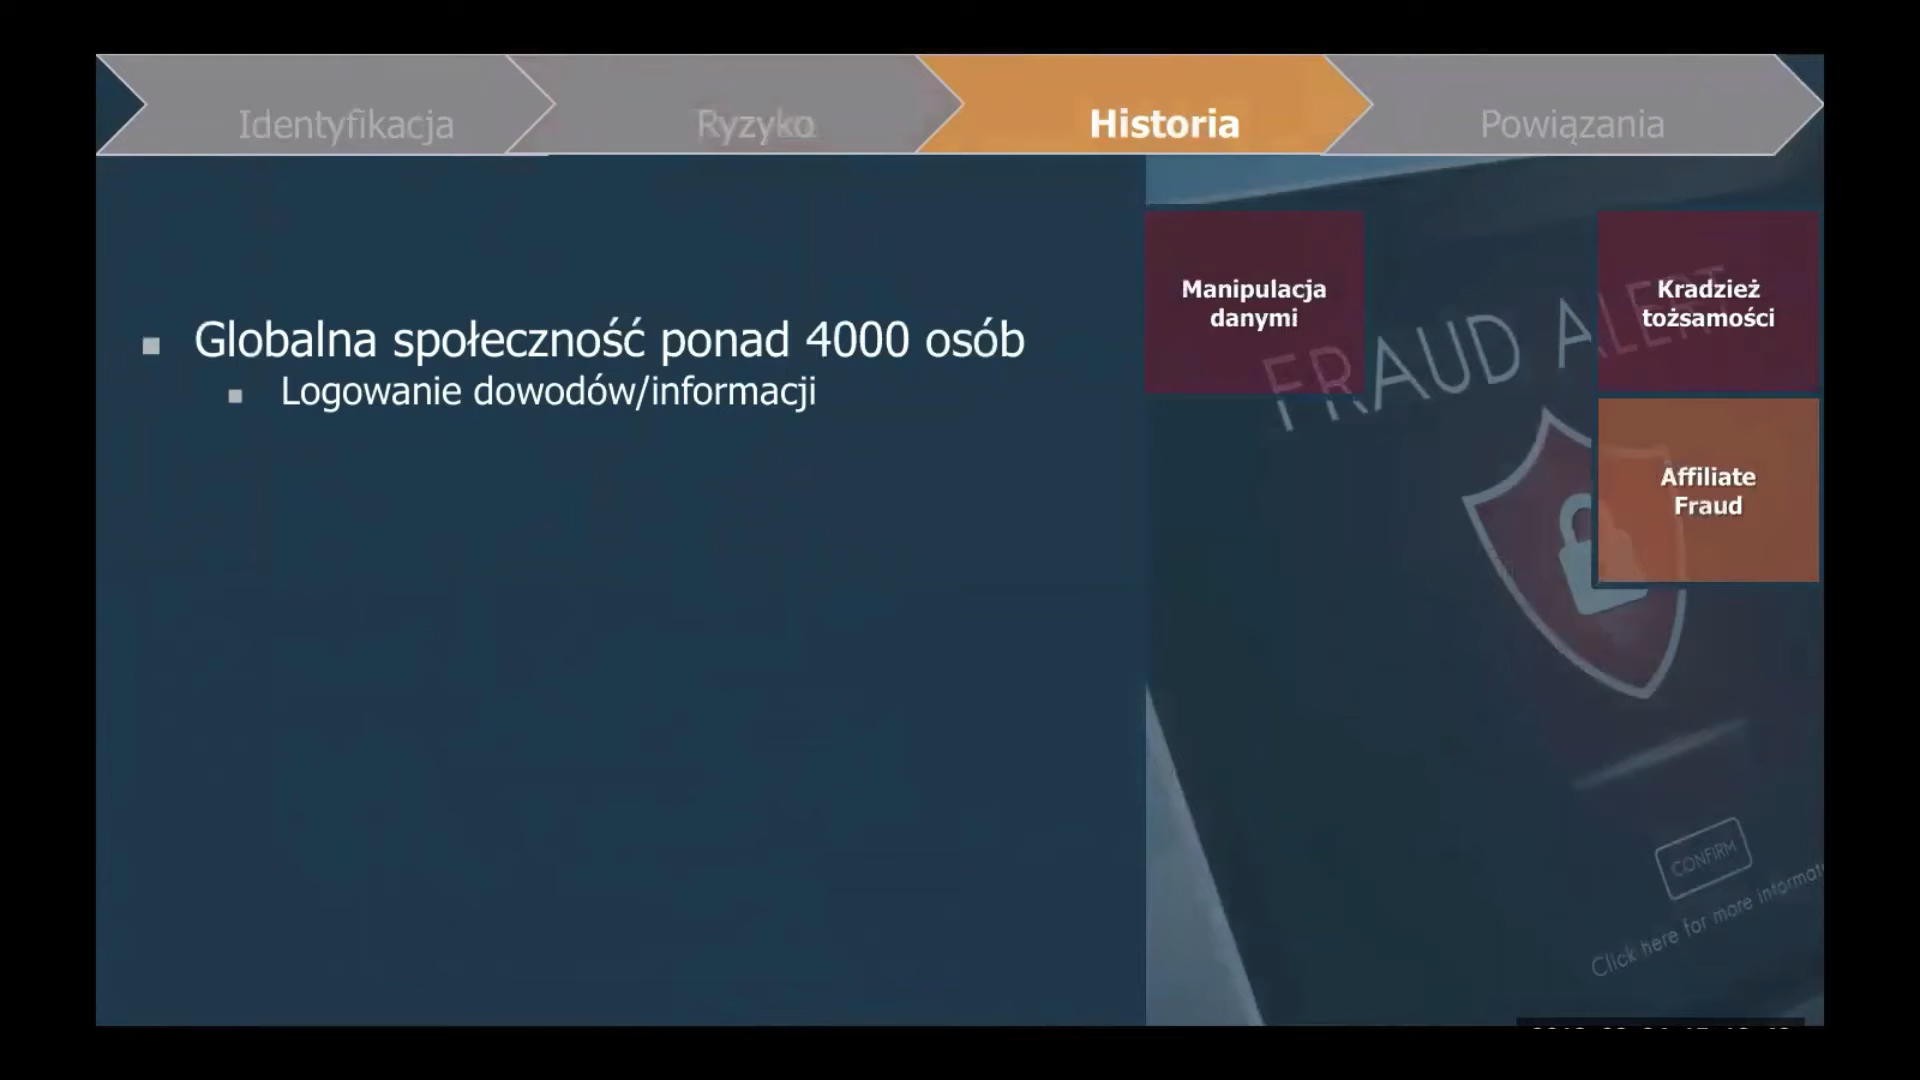 Identyfikacja
Ryzyko
Historia
Powiązania
Globalna społeczność ponad 4000 osób
Logowanie dowodów/informacji
Manipulacja
danymi
Kradzież
tożsamości
Affiliate
Fraud
FRAUD ALERT
CONFIRM
Click here for more